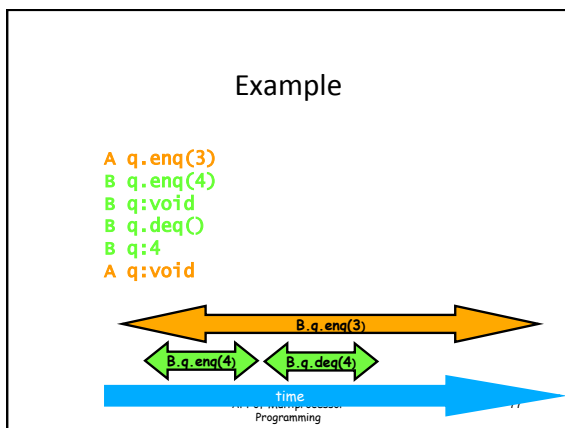 Example
A q.enq(3)
B q.enq(4)
B q:void
B q.deq()
B q:4
A q:void
B.q.enq(3)
B.q.enq(4) B.q.deq(4)
time
Programming